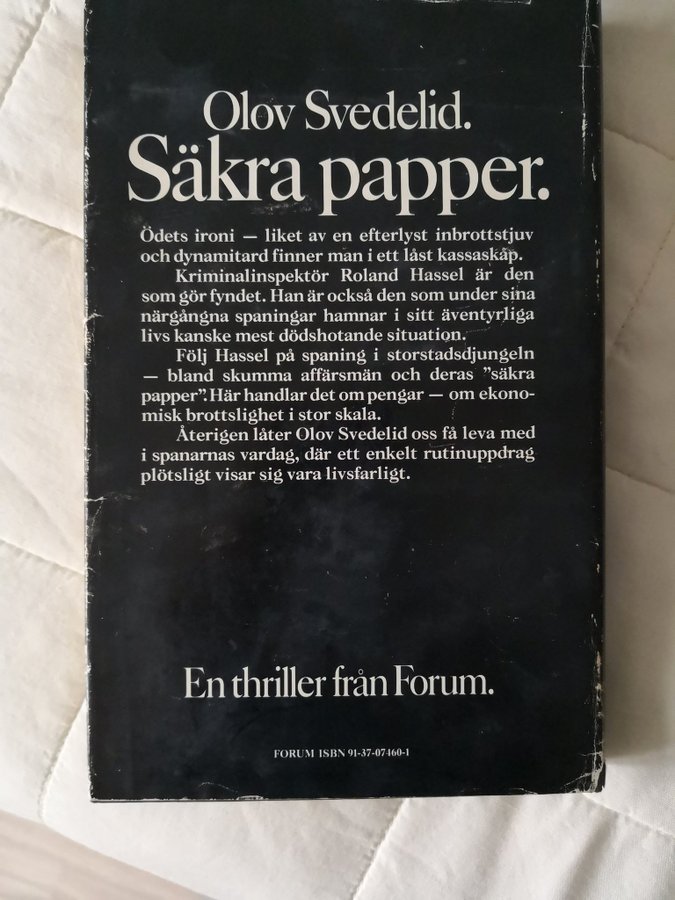 Olov Svedelid.
Säkra papper.
Ödets ironi — liket av en efterlyst inbrottstjuv
och dynamitard finner man i ett låst kassaskåp.
Kriminalinspektör Roland Hassel är den
som gör fyndet. Han är också den som under sina
närgångna spaningar hamnar i sitt äventyrliga
livs kanske mest dödshotande situation.
Följ Hassel på spaning i storstadsdjungeln
— bland skumma affärsmän och deras ”säkra
papper”. Här handlar det om pengar — om ekono-
misk brottslighet i stor skala.
Återigen låter Olov Svedelid oss få leva med
i spanarnas vardag, där ett enkelt rutinuppdrag
plötsligt visar sig vara livsfarligt.
En thriller från Forum.
FORUM ISBN 91-37-07460-1